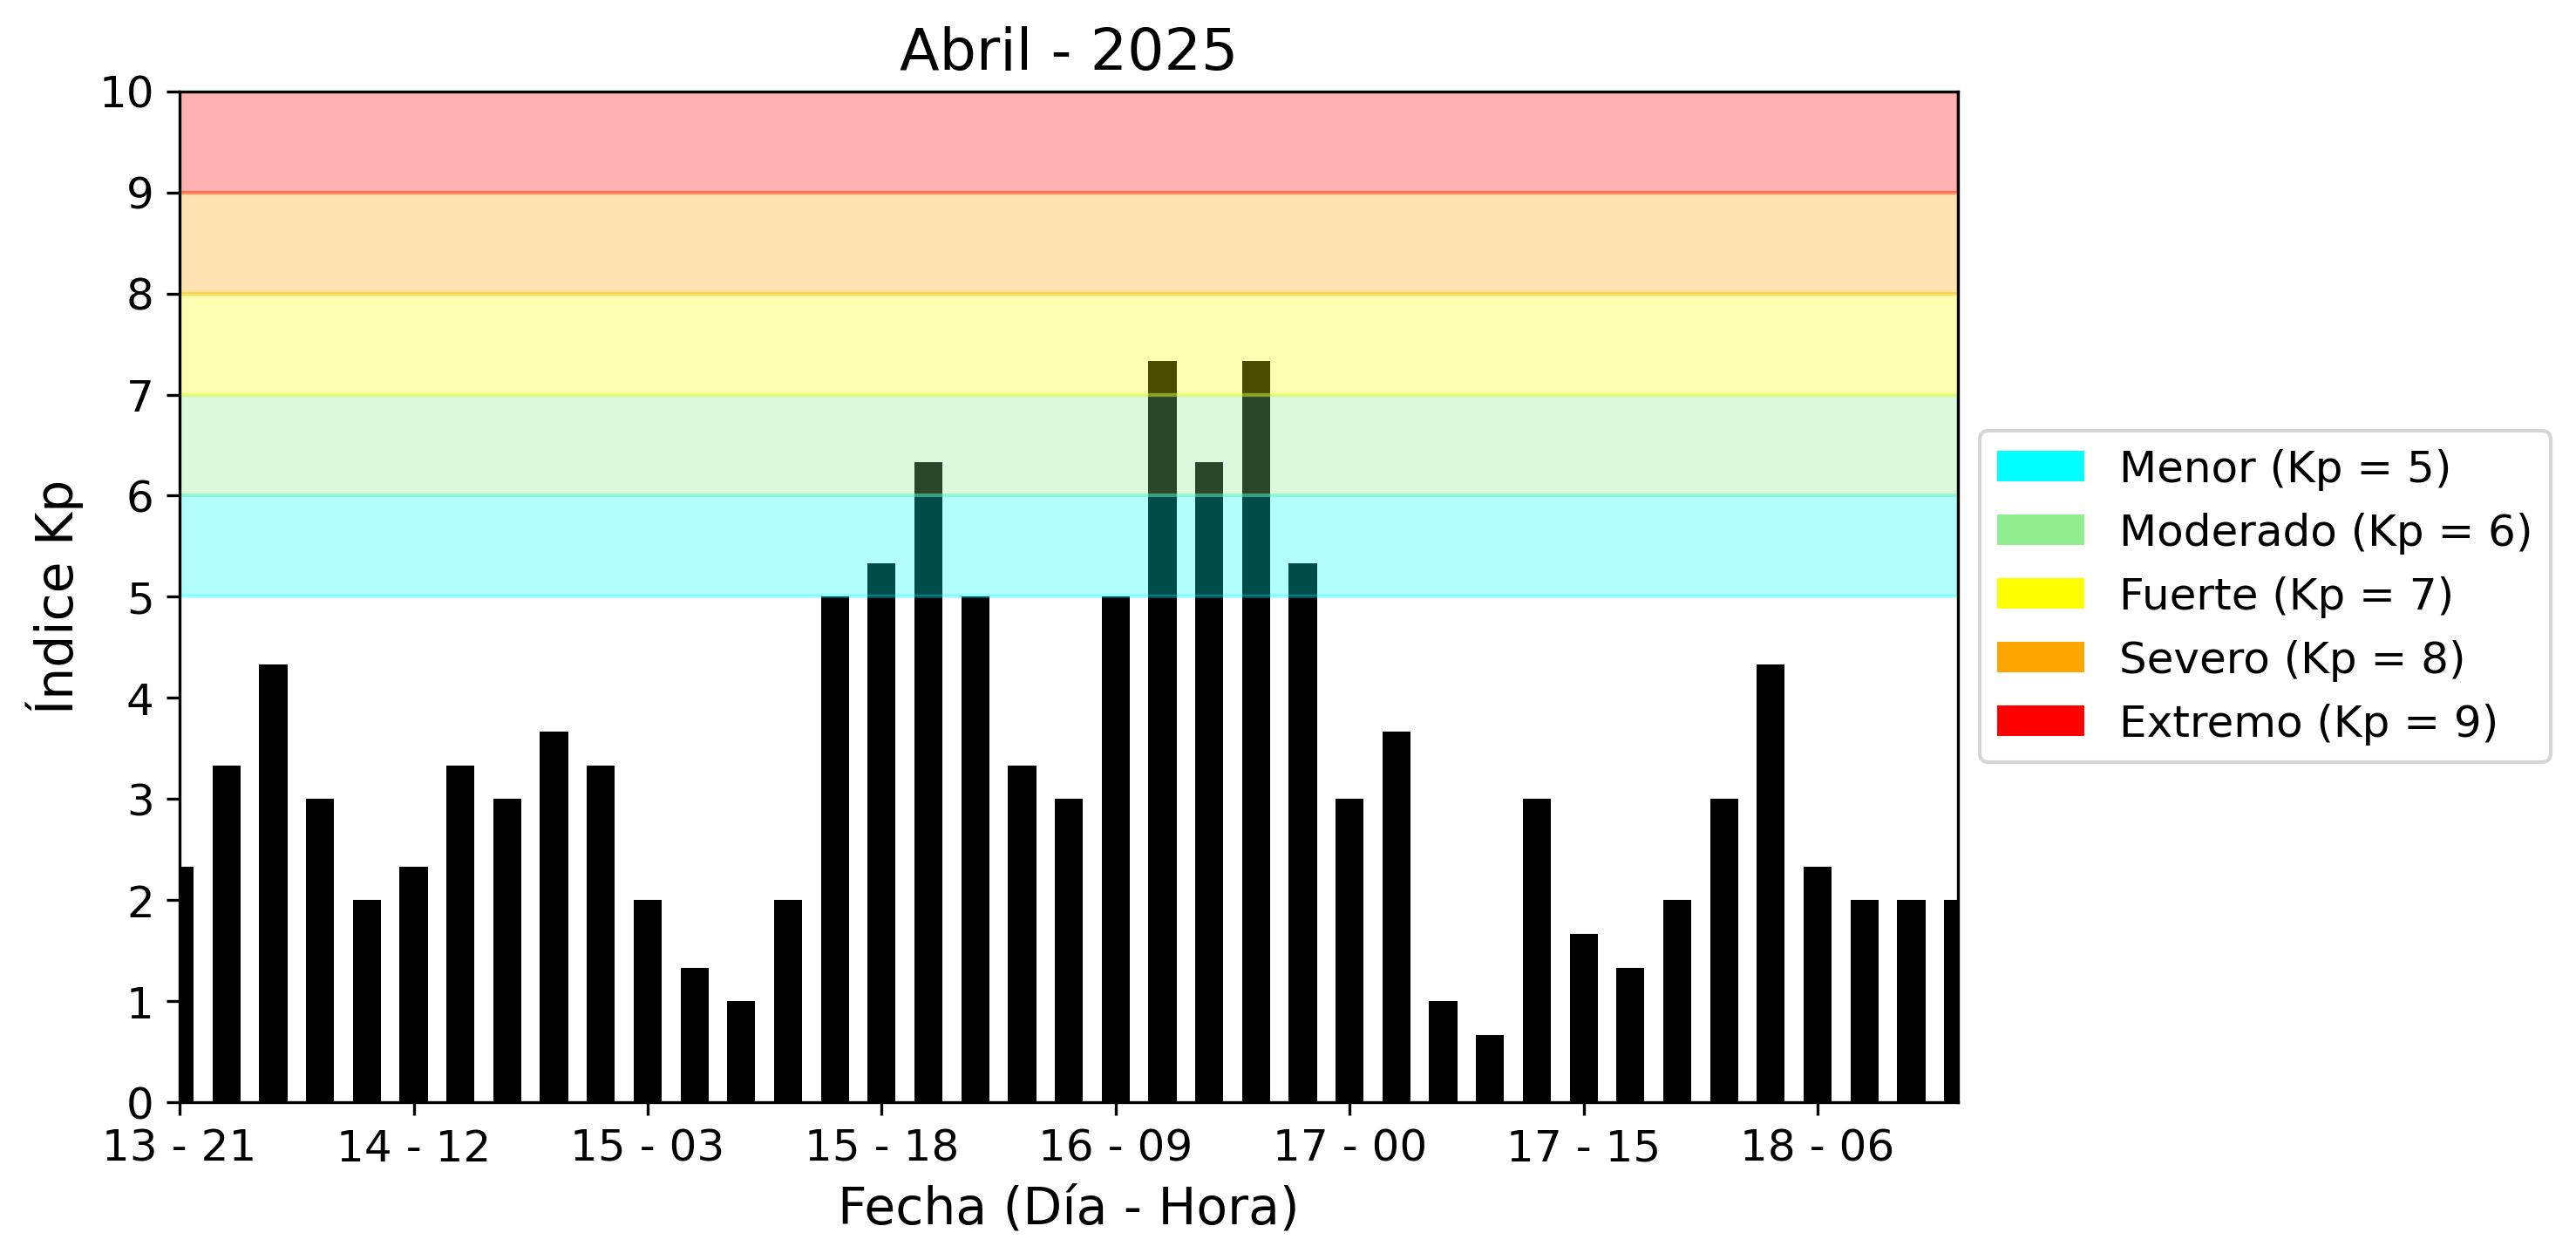 Abril - 2025
10
9
8
7
6
5
4
3
2
1
0
Índice Kp
13 - 21
14 - 12
15 - 03
15 - 18
16 - 09
17 - 00
17 - 15
18 - 06
Fecha (Día - Hora)
Menor (Kp = 5)
Moderado (Kp = 6)
Fuerte (Kp = 7)
Severo (Kp = 8)
Extremo (Kp = 9)